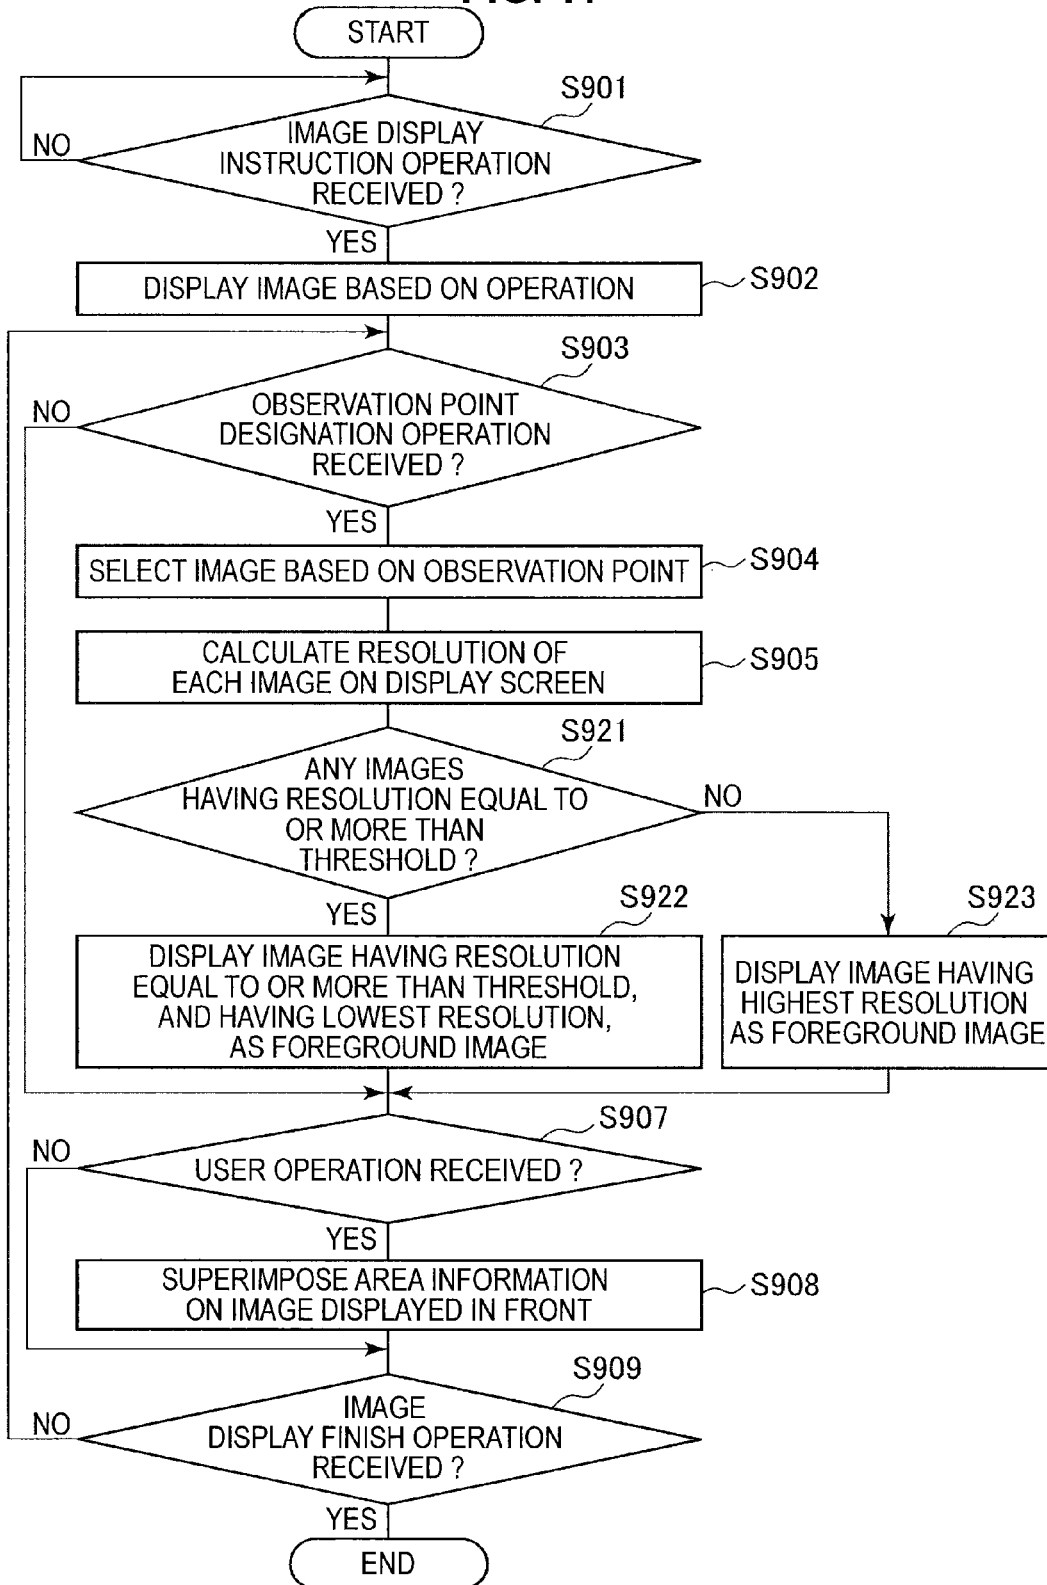 START
S901
IMAGE DISPLAY
INSTRUCTION OPERATION
RECEIVED ?
NO
YES
DISPLAY IMAGE BASED ON OPERATION
S902
S903
OBSERVATION POINT
DESIGNATION OPERATION
RECEIVED ?
NO
YES
SELECT IMAGE BASED ON OBSERVATION POINT
S904
CALCULATE RESOLUTION OF
EACH IMAGE ON DISPLAY SCREEN
S905
S921
ANY IMAGES
HAVING RESOLUTION EQUAL TO
OR MORE THAN
THRESHOLD ?
NO
YES
S922
DISPLAY IMAGE HAVING RESOLUTION
EQUAL TO OR MORE THAN THRESHOLD,
AND HAVING LOWEST RESOLUTION,
AS FOREGROUND IMAGE
S923
DISPLAY IMAGE HAVING
HIGHEST RESOLUTION
AS FOREGROUND IMAGE
S907
NO
USER OPERATION RECEIVED ?
YES
SUPERIMPOSE AREA INFORMATION
ON IMAGE DISPLAYED IN FRONT
S908
S909
IMAGE
DISPLAY FINISH OPERATION
RECEIVED ?
NO
YES
END